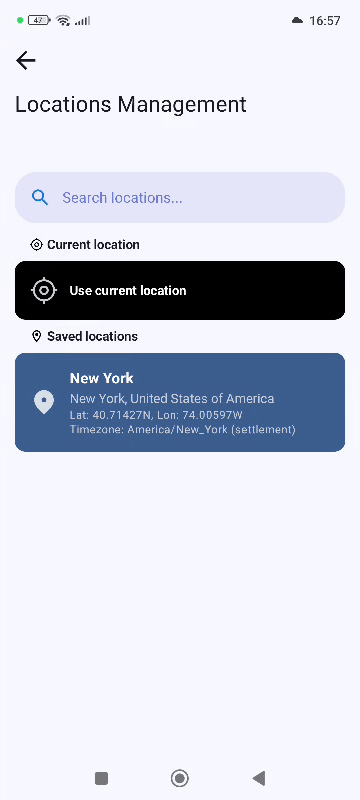 47
16:57
Locations Management
Search locations...
Current location
Use current location
Saved locations
New York
New York, United States of America
Lat: 40.71427N, Lon: 74.00597W
Timezone: America/New_York (settlement)